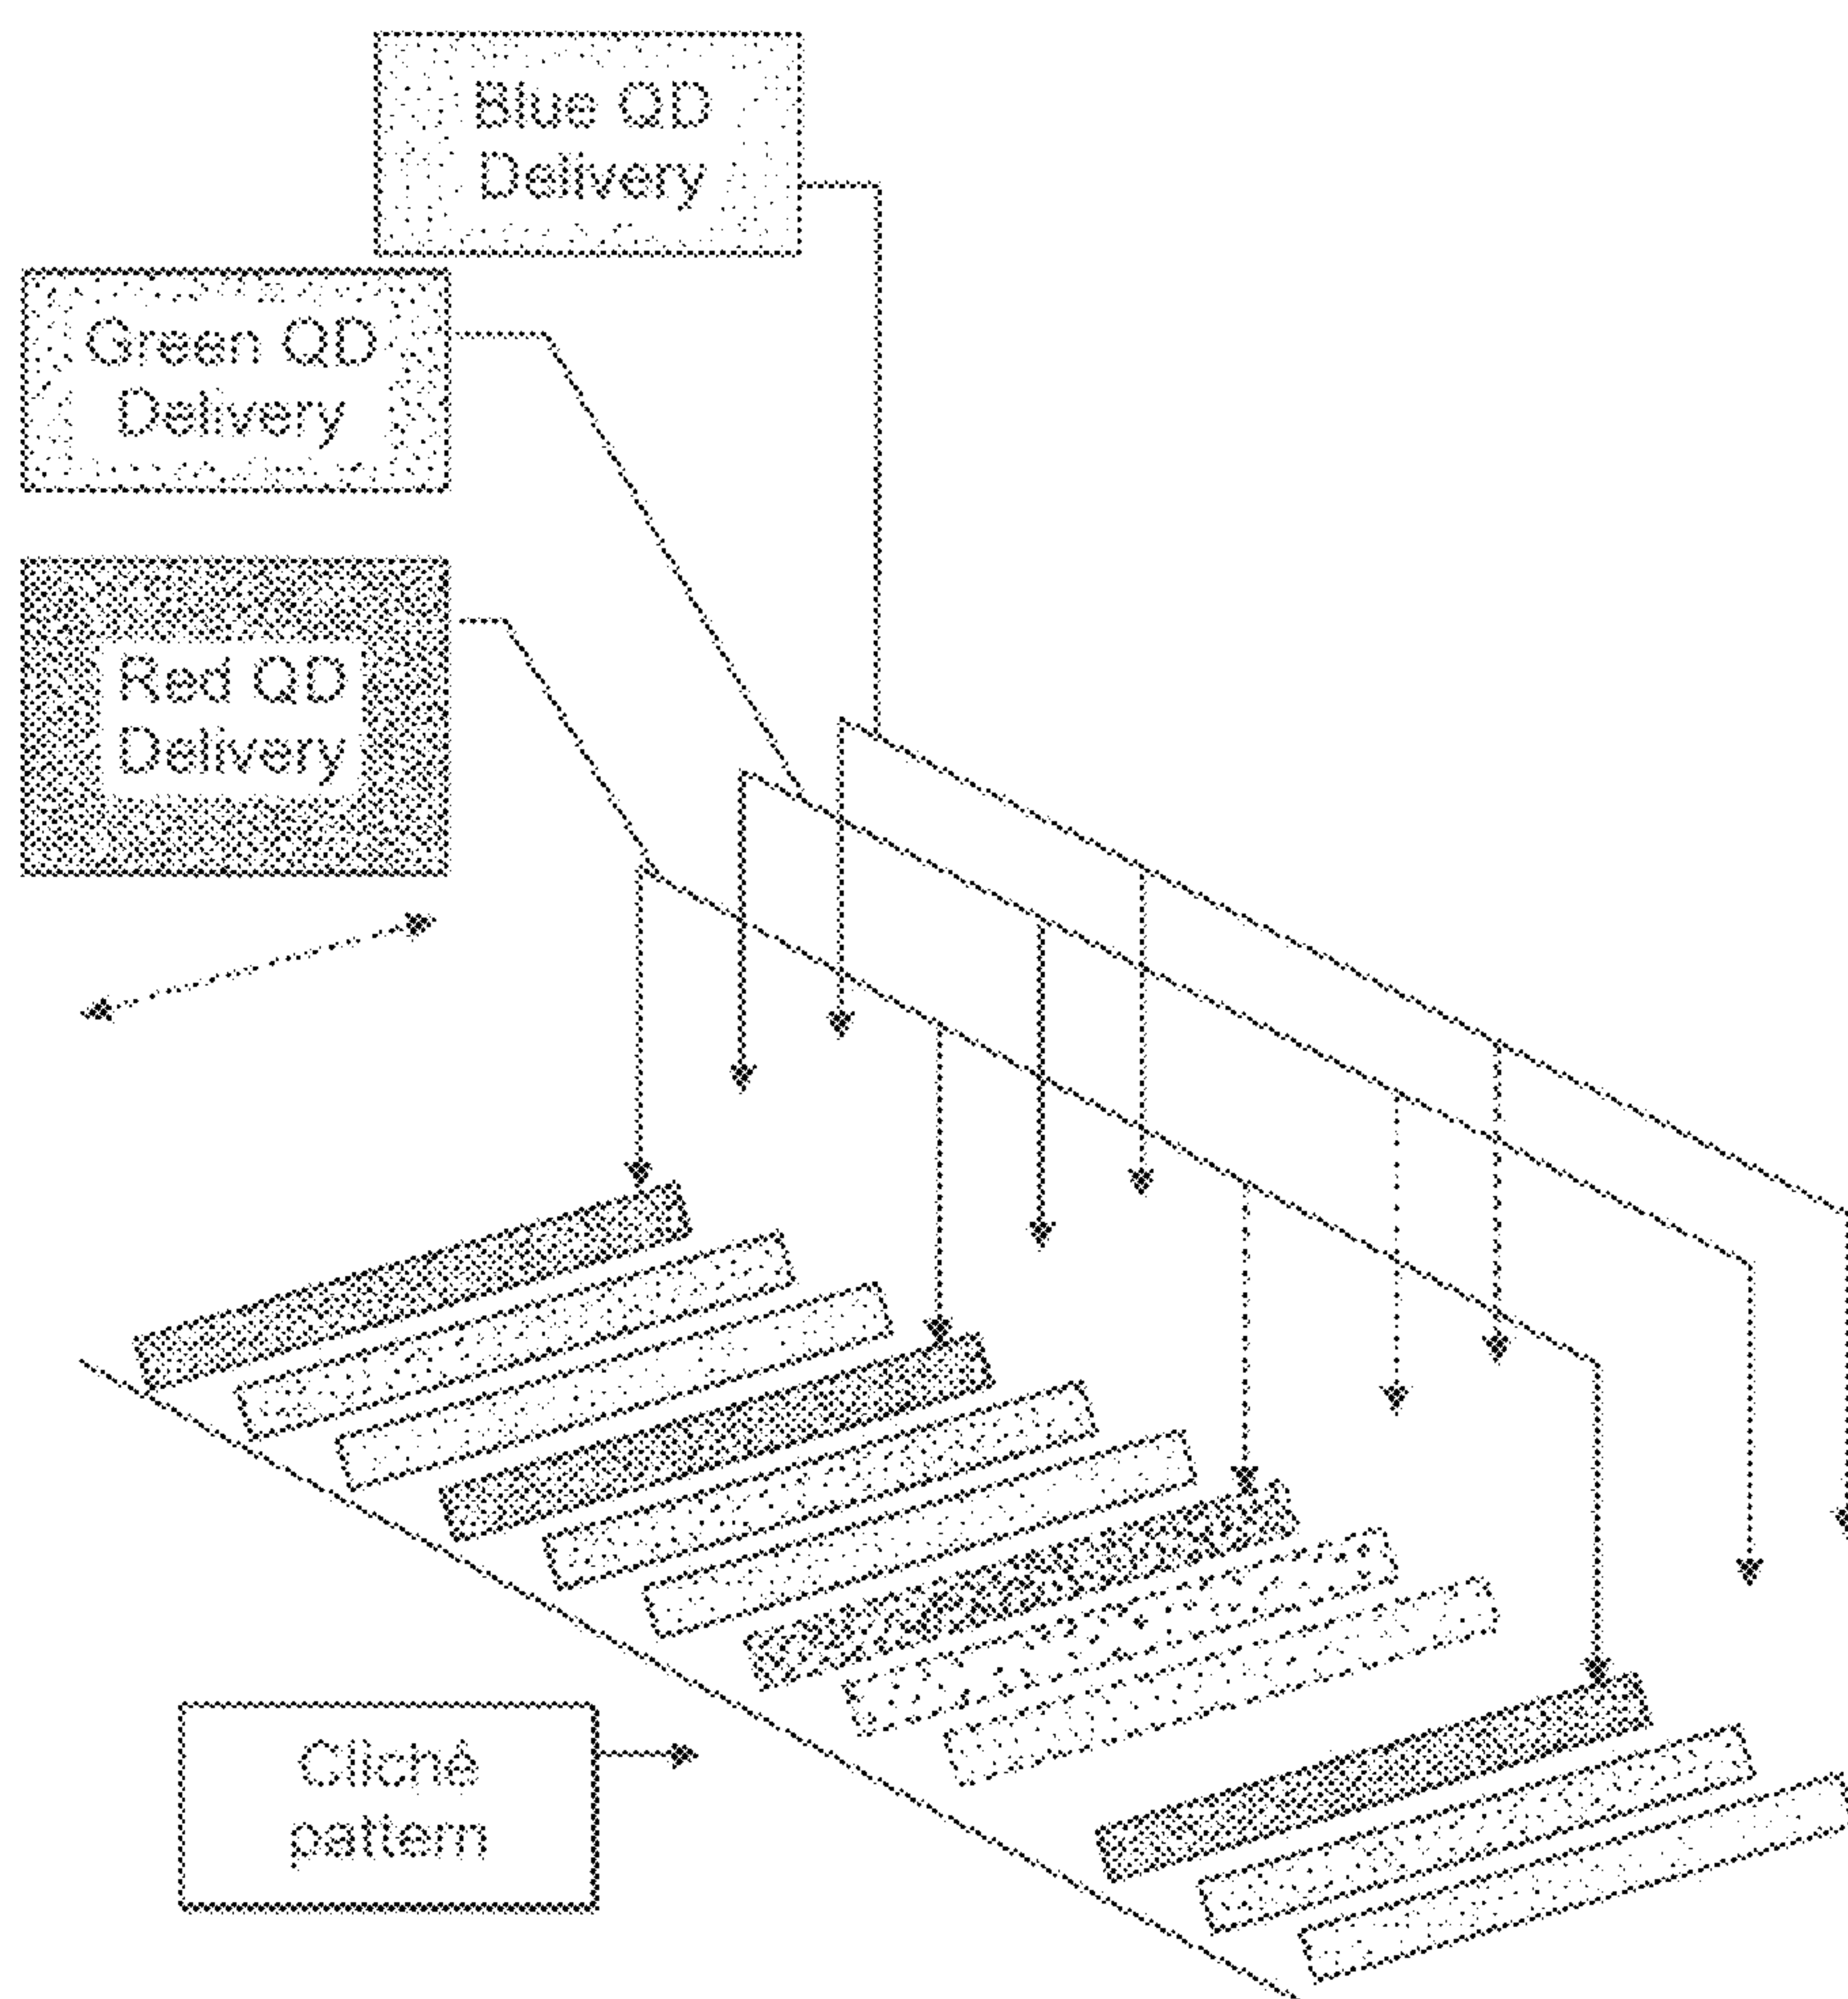 Blue QD
Delivery
Green QD
Delivery
Red QD
Delivery
Cliché
pattern